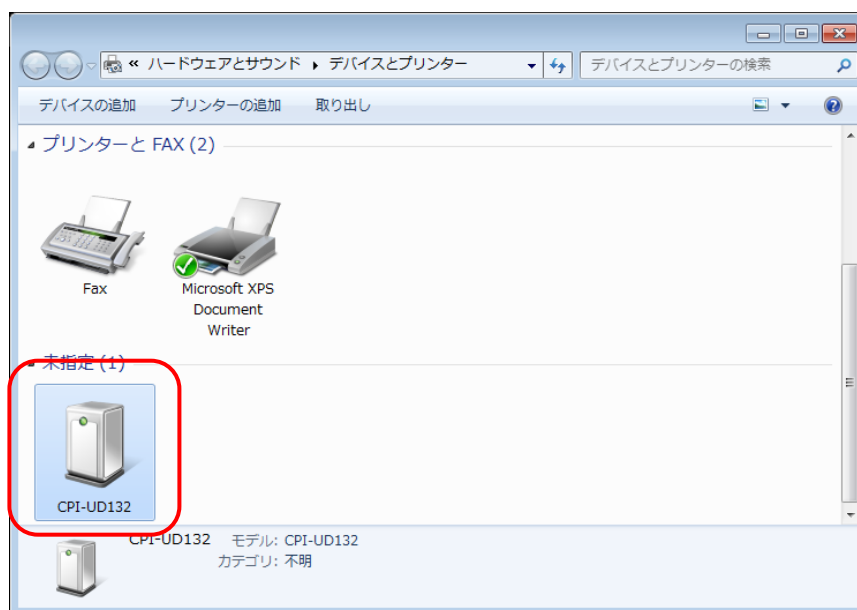 « ハードウェアとサウンド ▸ デバイスとプリンター
デバイスとプリンターの検索
デバイスの追加 プリンターの追加 取り出し
プリンターと FAX (2)
Fax
Microsoft XPS
Document
Writer
未指定 (1)
CPI-UD132
CPI-UD132 モデル: CPI-UD132
カテゴリ: 不明